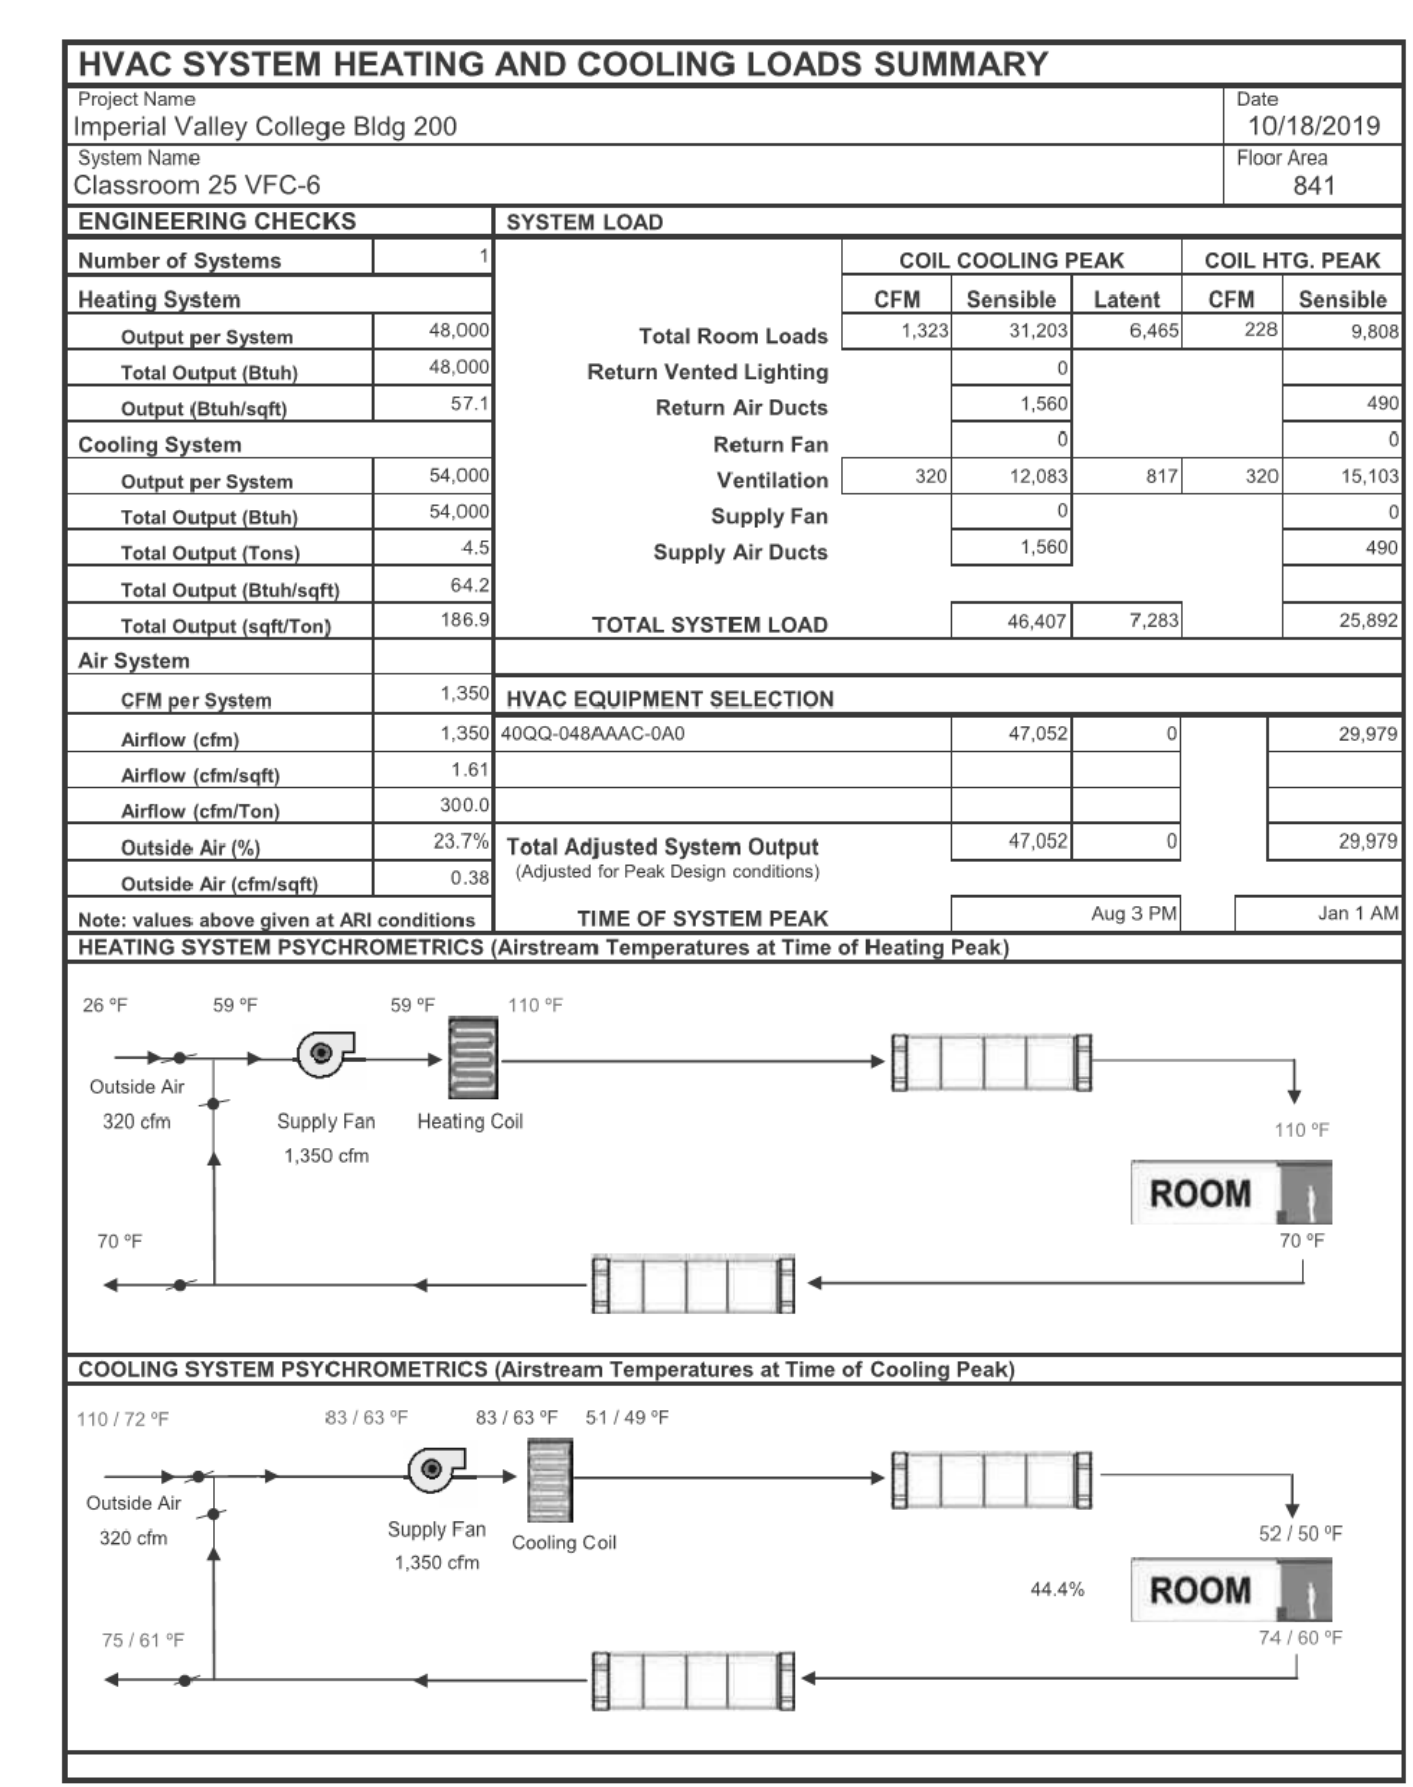 HVAC SYSTEM HEATING AND COOLING LOADS SUMMARY
Project Name Date
Imperial Valley College Bldg 200 10/18/2019
System Name Floor Area
Classroom 25 VFC-6 841
ENGINEERING CHECKS SYSTEM LOAD
Number of Systems 1 COIL COOLING PEAK COIL HTG. PEAK
Heating System CFM Sensible Latent CFM Sensible
Output per System 48,000 Total Room Loads 1,323 31,203 6,465 228 9,808
Total Output (Btuh) 48,000 Return Vented Lighting 0
Output (Btuh/sqft) 57.1 Return Air Ducts 1,560 490
Cooling System Return Fan 0 0
Output per System 54,000 Ventilation 320 12,083 817 320 15,103
Total Output (Btuh) 54,000 Supply Fan 0 0
Total Output (Tons) 4.5 Supply Air Ducts 1,560 490
Total Output (Btuh/sqft) 64.2
Total Output (sqft/Ton) 186.9 TOTAL SYSTEM LOAD 46,407 7,283 25,892
Air System
CFM per System 1,350 HVAC EQUIPMENT SELECTION
Airflow (cfm) 1,350 40QQ-048AAAC-0A0 47,052 0 29,979
Airflow (cfm/sqft) 1.61
Airflow (cfm/Ton) 300.0
Outside Air (%) 23.7% Total Adjusted System Output 47,052 0 29,979
(Adjusted for Peak Design conditions)
Outside Air (cfm/sqft) 0.38
Note: values above given at ARI conditions TIME OF SYSTEM PEAK Aug 3 PM Jan 1 AM
HEATING SYSTEM PSYCHROMETRICS (Airstream Temperatures at Time of Heating Peak)
26 ºF 59 ºF 59 ºF 110 ºF
Outside Air
320 cfm Supply Fan Heating Coil
110 ºF
1,350 cfm
ROOM
70 ºF 70 ºF
COOLING SYSTEM PSYCHROMETRICS (Airstream Temperatures at Time of Cooling Peak)
110 / 72 ºF 83 / 63 ºF 83 / 63 ºF 51 / 49 ºF
Outside Air
320 cfm Supply Fan Cooling Coil 52 / 50 ºF
1,350 cfm
44.4% ROOM
75 / 61 ºF 74 / 60 ºF